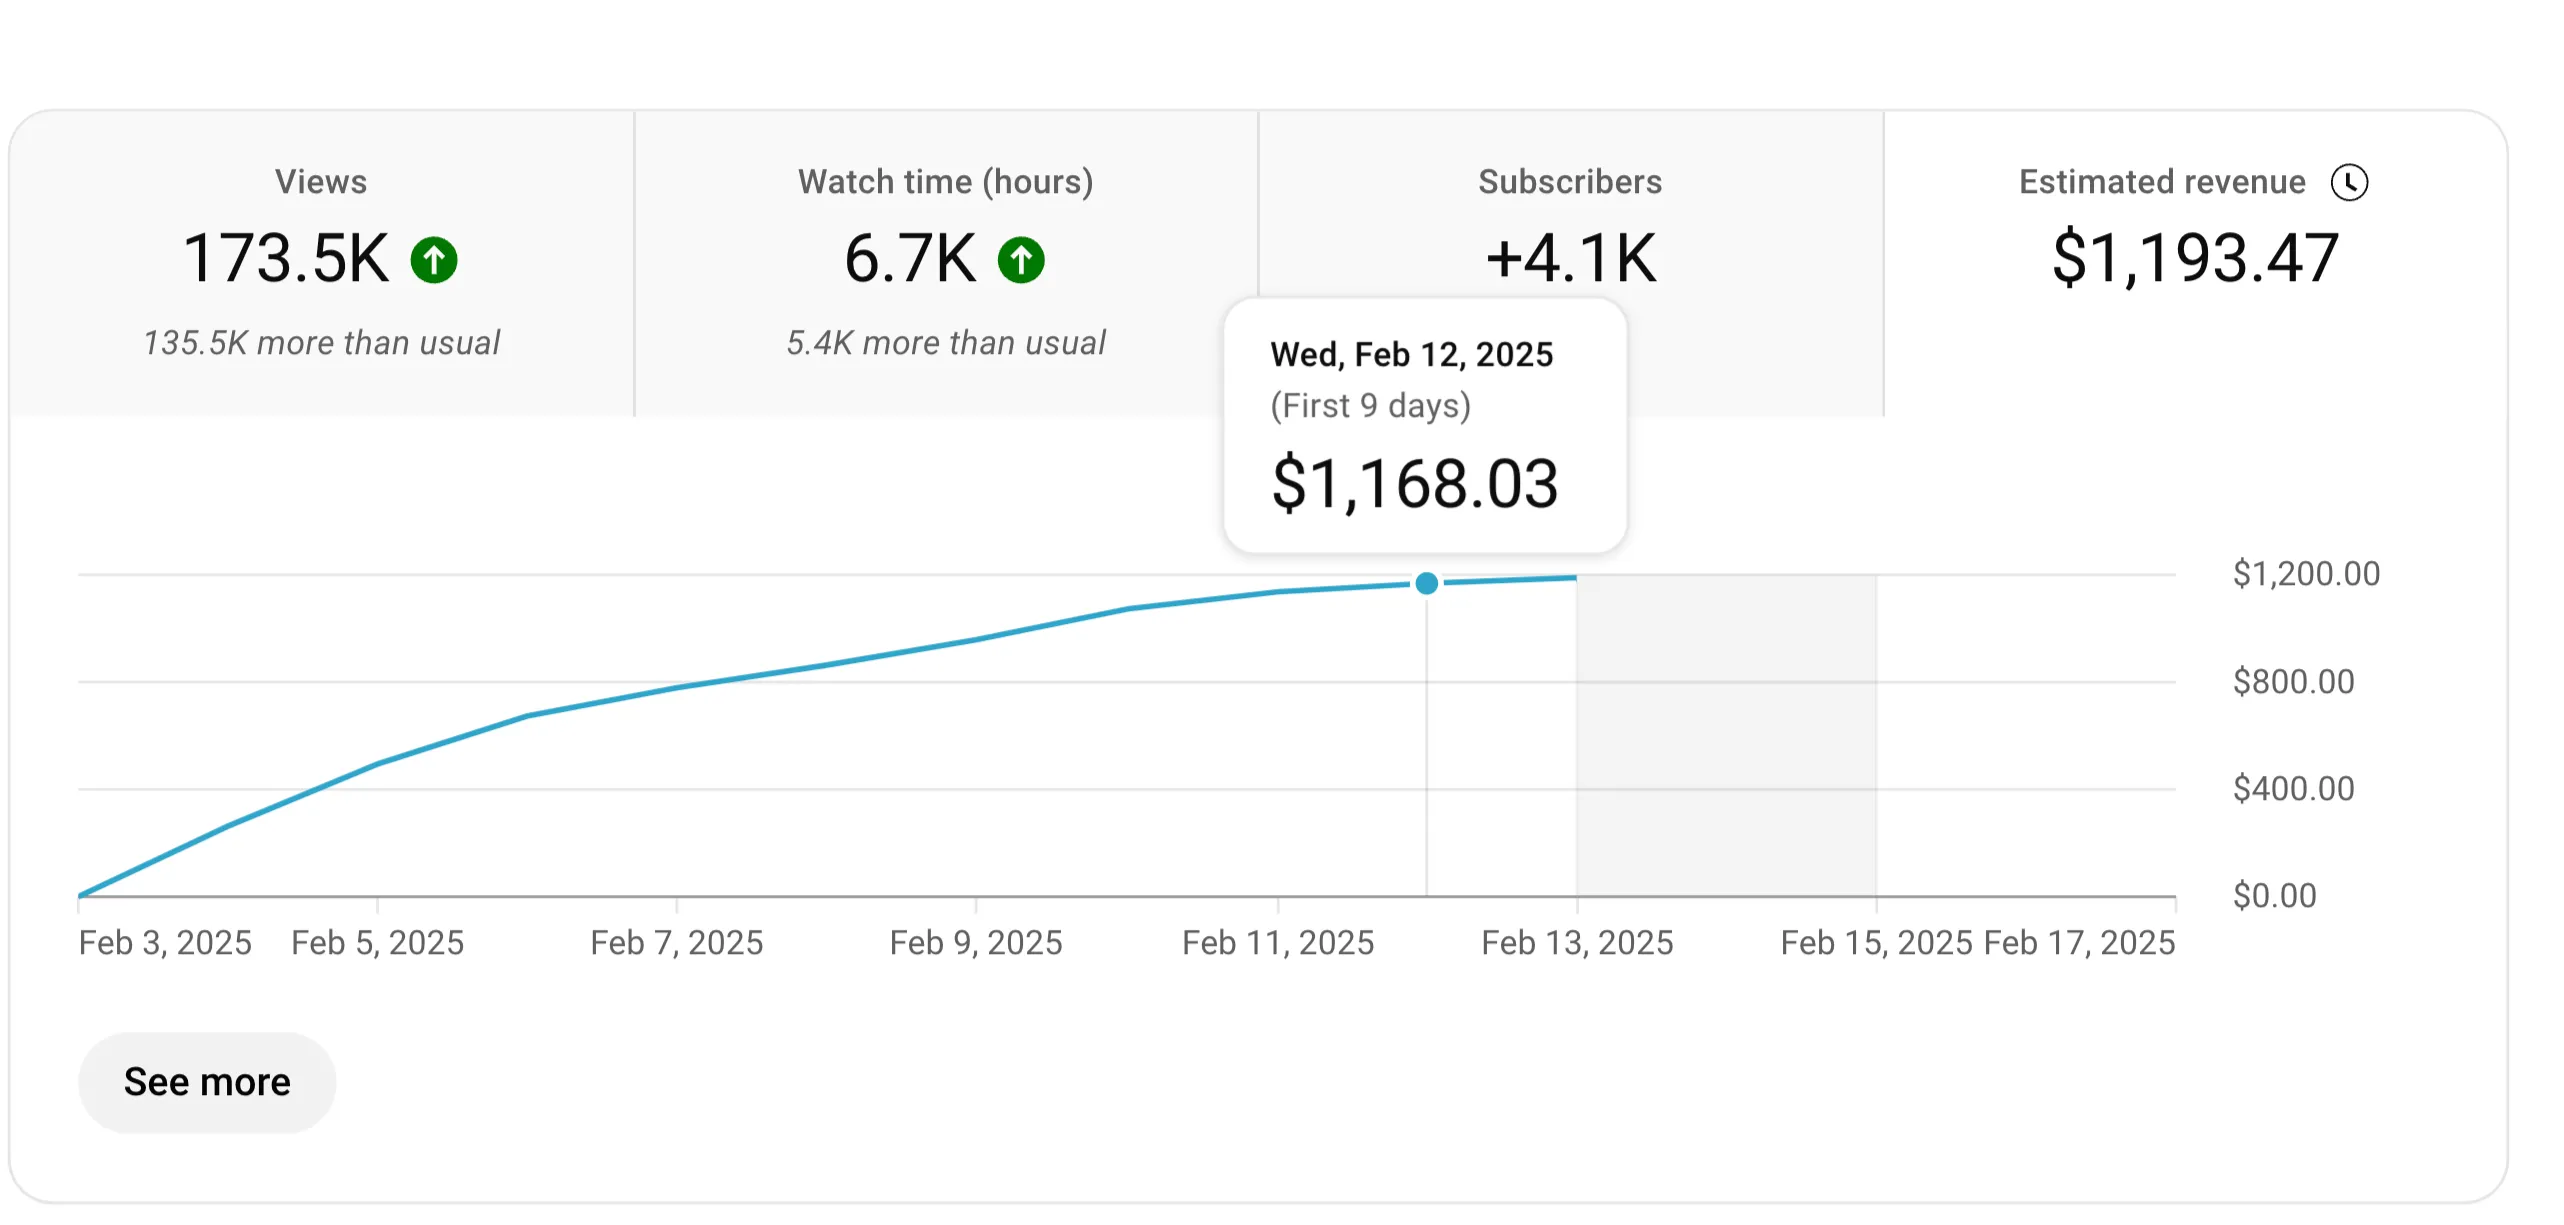 Views
173.5K
135.5K more than usual
Watch time (hours)
6.7K
5.4K more than usual
Subscribers
+4.1K
Estimated revenue
$1,193.47
Wed, Feb 12, 2025
(First 9 days)
$1,168.03
$1,200.00
$800.00
$400.00
$0.00
Feb 3, 2025 Feb 5, 2025 Feb 7, 2025 Feb 9, 2025 Feb 11, 2025 Feb 13, 2025 Feb 15, 2025 Feb 17, 2025
See more